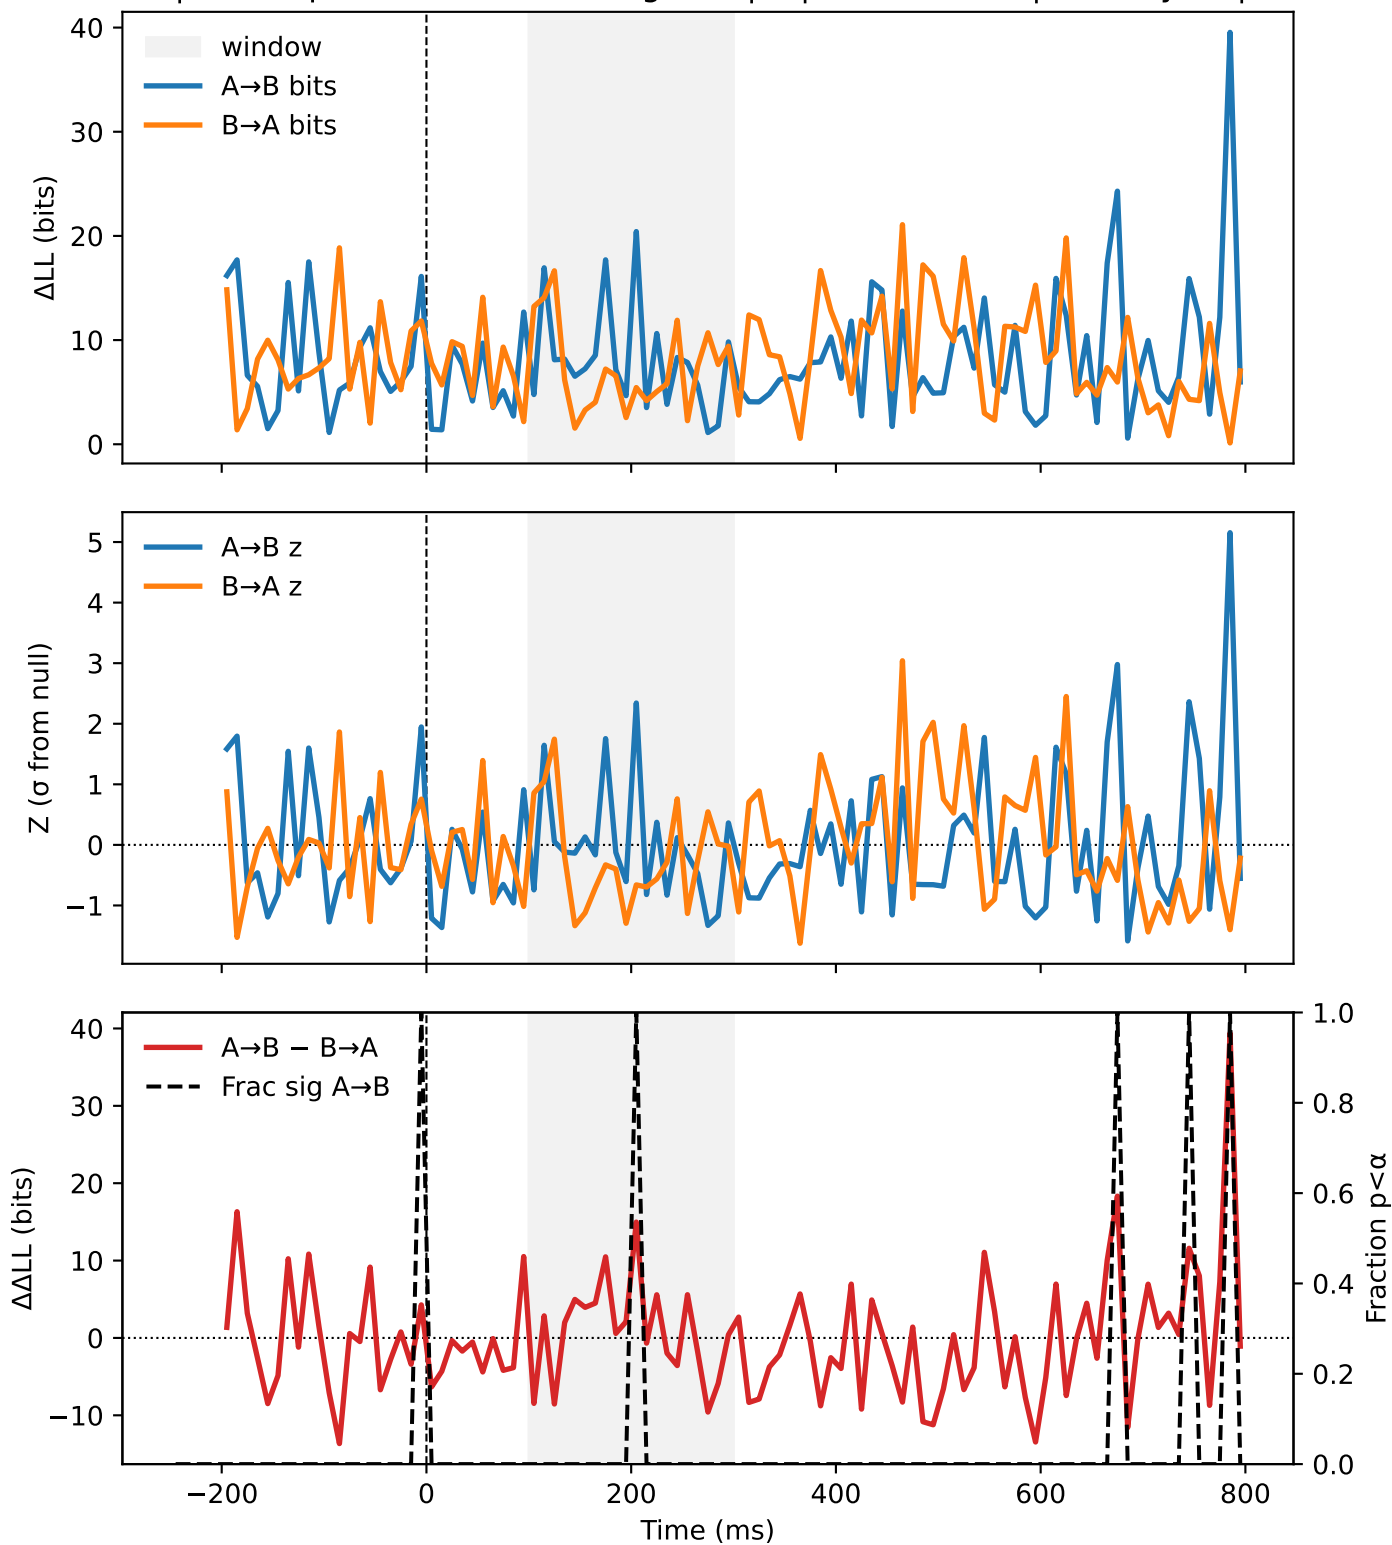 40
30
20
10
0
ΔLL (bits)
window
A→B bits
B→A bits
5
4
3
2
1
0
−1
Z (σ from null)
A→B z
B→A z
40
30
20
10
0
−10
ΔΔLL (bits)
A→B − B→A
Frac sig A→B
1.0
0.8
0.6
0.4
0.2
0.0
Fraction p<α
−200 0 200 400 600 800
Time (ms)